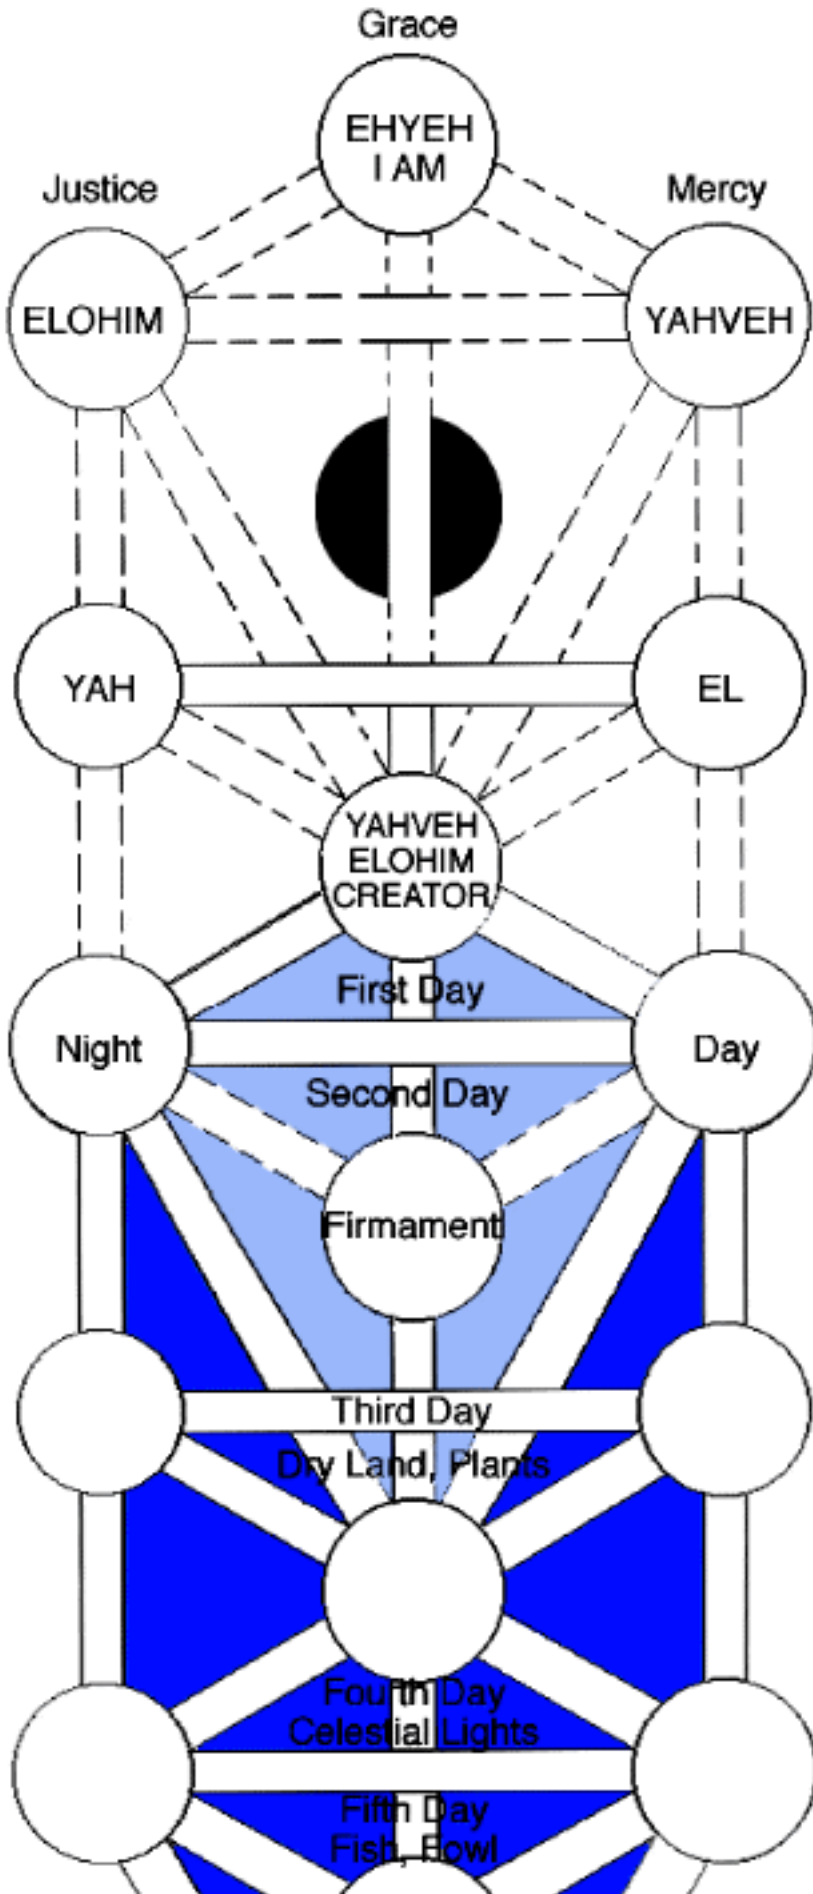 Grace
EHYEH
I AM
Justice
Mercy
ELOHIM
YAHVEH
YAH
EL
YAHVEH
ELOHIM
CREATOR
First Day
Night
Day
Second Day
Firmament
Third Day
Dry Land, Plants
Fourth Day
Celestial Lights
Fifth Day
Fish, Fowl